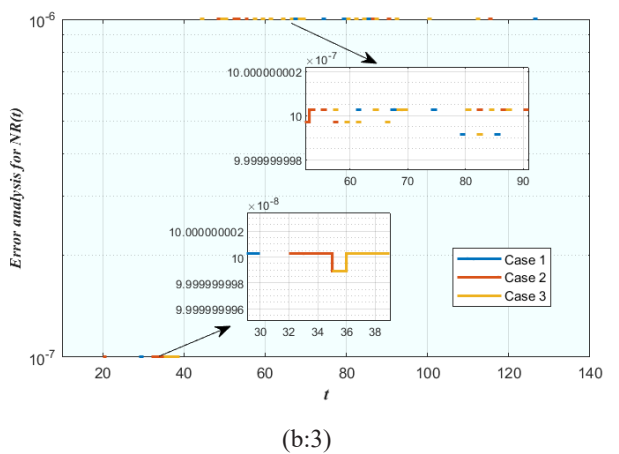 10^-6
×10^-7
10.000000002
10
9.999999998
60 70 80 90
Error analysis for NR(t)
×10^-8
10.000000002
10
9.999999998
9.999999996
30 32 34 36 38
Case 1
Case 2
Case 3
10^-7
20 40 60 80 100 120 140
t
(b:3)